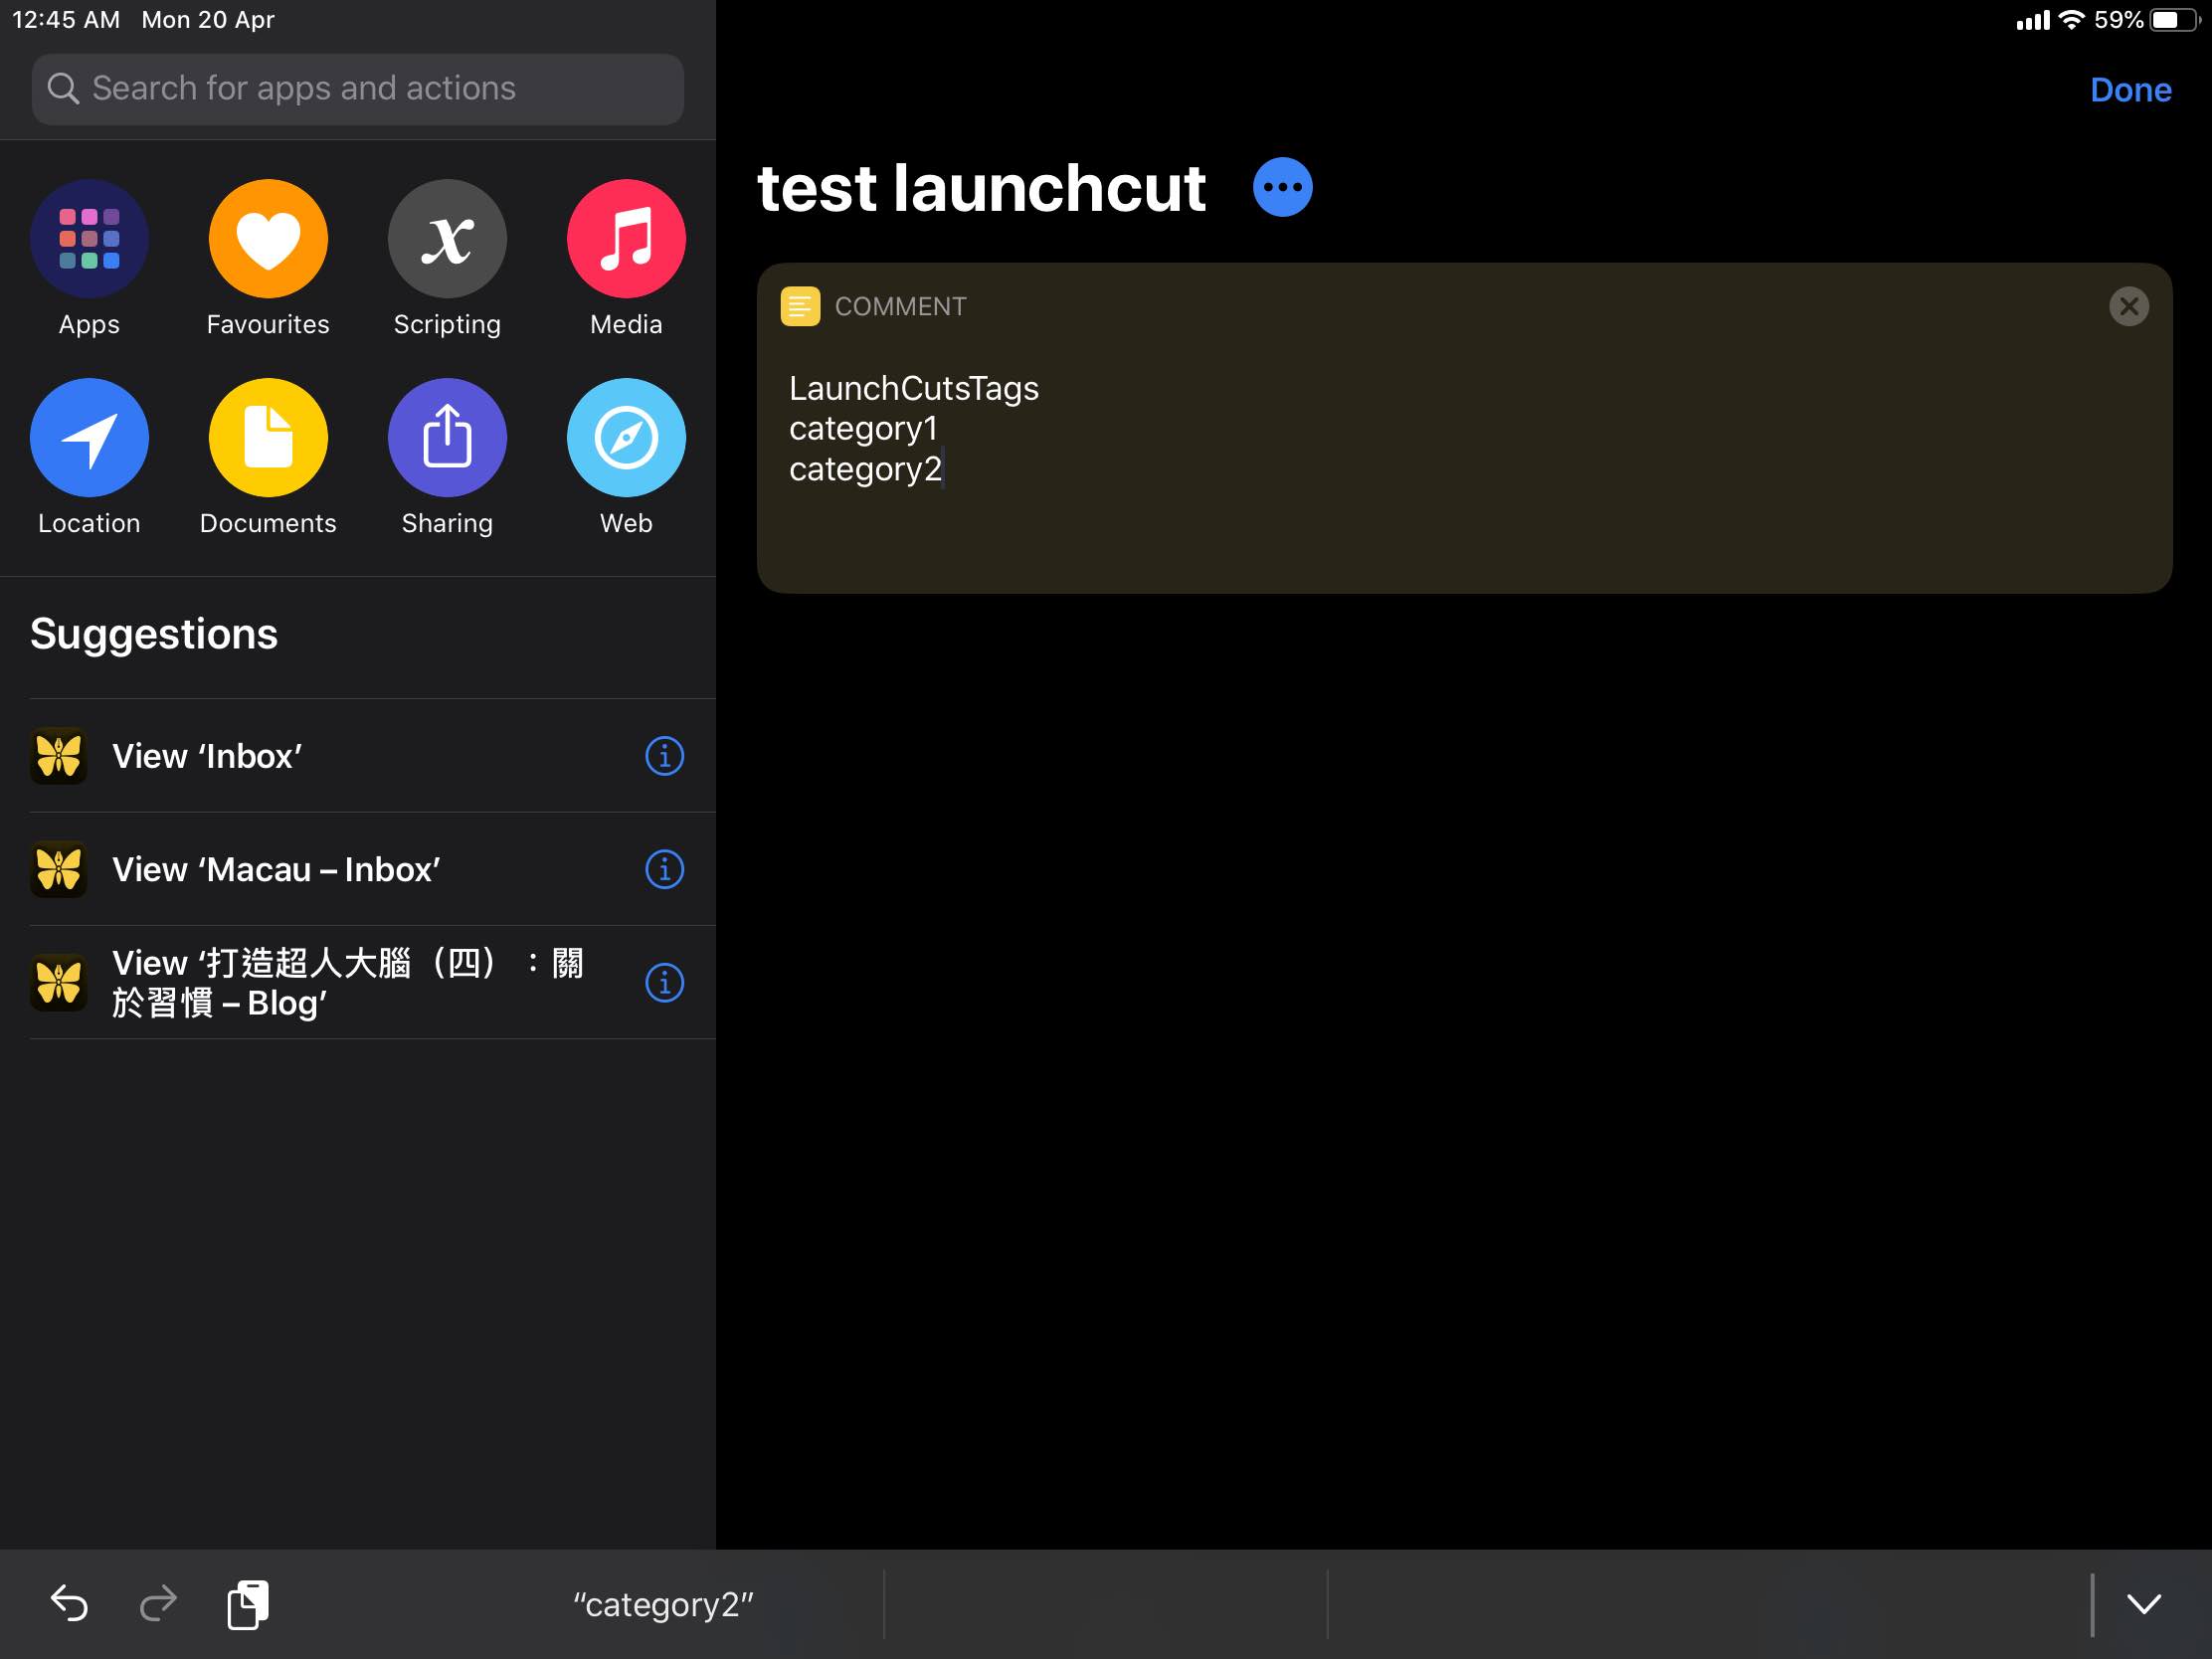 12:45 AM Mon 20 Apr
59%
Search for apps and actions
Done
test launchcut
Apps
Favourites
Scripting
Media
Location
Documents
Sharing
Web
COMMENT
LaunchCutsTags
category1
category2
Suggestions
View ‘Inbox’
View ‘Macau – Inbox’
View ‘打造超人大腦（四）：關
於習慣 – Blog’
“category2”